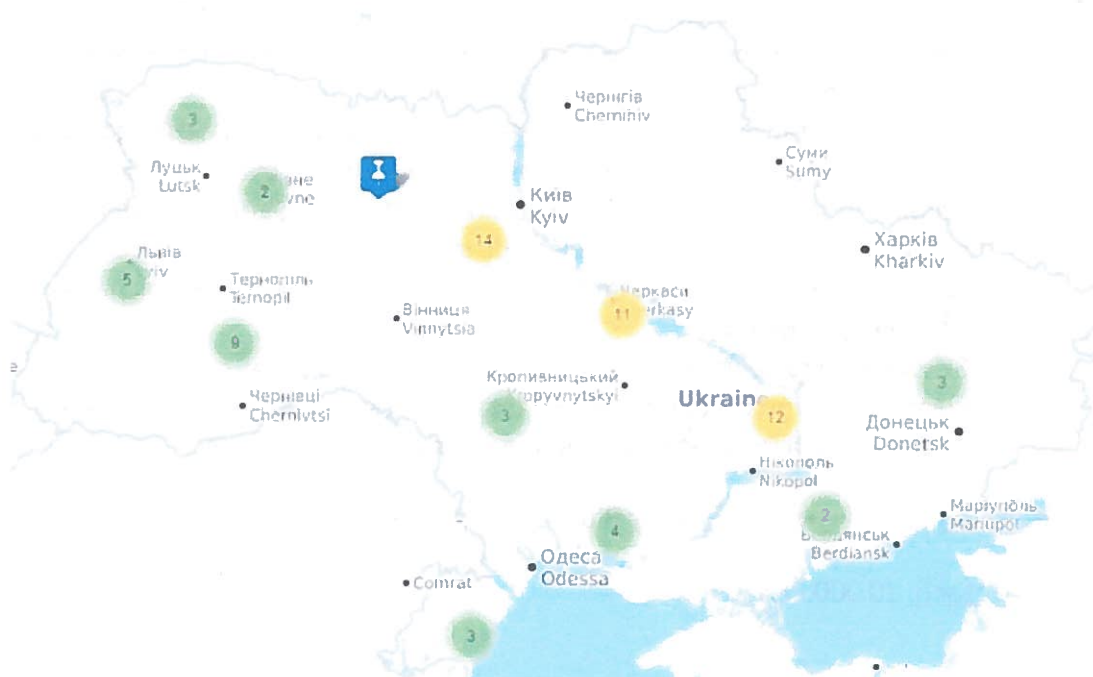 Чернігів
Chernihiv
3
Суми
Sumy
Луцьк
Lutsk
2
Київ
Kyiv
14
Харків
Kharkiv
Львів
5
Тернопіль
Ternopil
Вінниця
Vinnytsia
11
9
Кропивницький
Kropyvnytskyi
3
Чернівці
Chernivtsi
3
Ukraine
12
Донецьк
Donetsk
Нікополь
Nikopol
2
Маріуполь
Mariupol
4
Berdiansk
Одеса
Odessa
Comrat
3